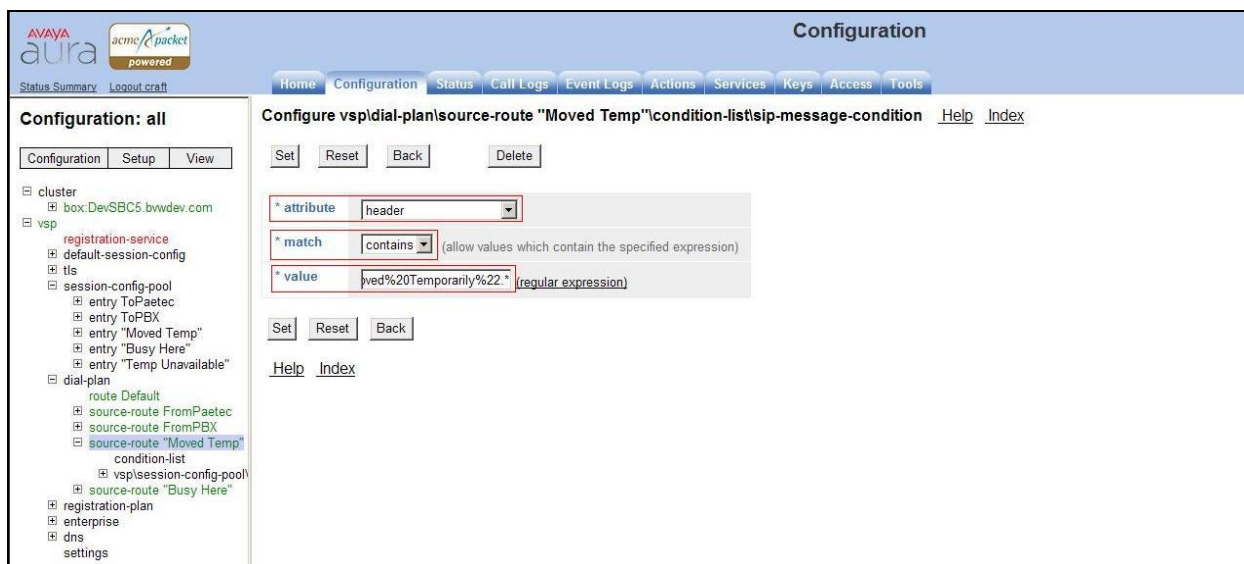 AVAYA
aura
acme packet
powered
Configuration
Status Summary Logout craft
Home Configuration Status Call Logs Event Logs Actions Services Keys Access Tools
Configuration: all
Configuration Setup View
cluster
box:DevSBC5.bvwdev.com
vsp
registration-service
default-session-config
tls
session-config-pool
entry ToPaetec
entry ToPBX
entry "Moved Temp"
entry "Busy Here"
entry "Temp Unavailable"
dial-plan
route Default
source-route FromPaetec
source-route FromPBX
source-route "Moved Temp"
condition-list
vsp\session-config-pool\
source-route "Busy Here"
registration-plan
enterprise
dns
settings
Configure vsp\dial-plan\source-route "Moved Temp"\condition-list\sip-message-condition Help Index
Set Reset Back Delete
* attribute header
* match contains (allow values which contain the specified expression)
* value oved%20Temporarily%22.* (regular expression)
Set Reset Back
Help Index